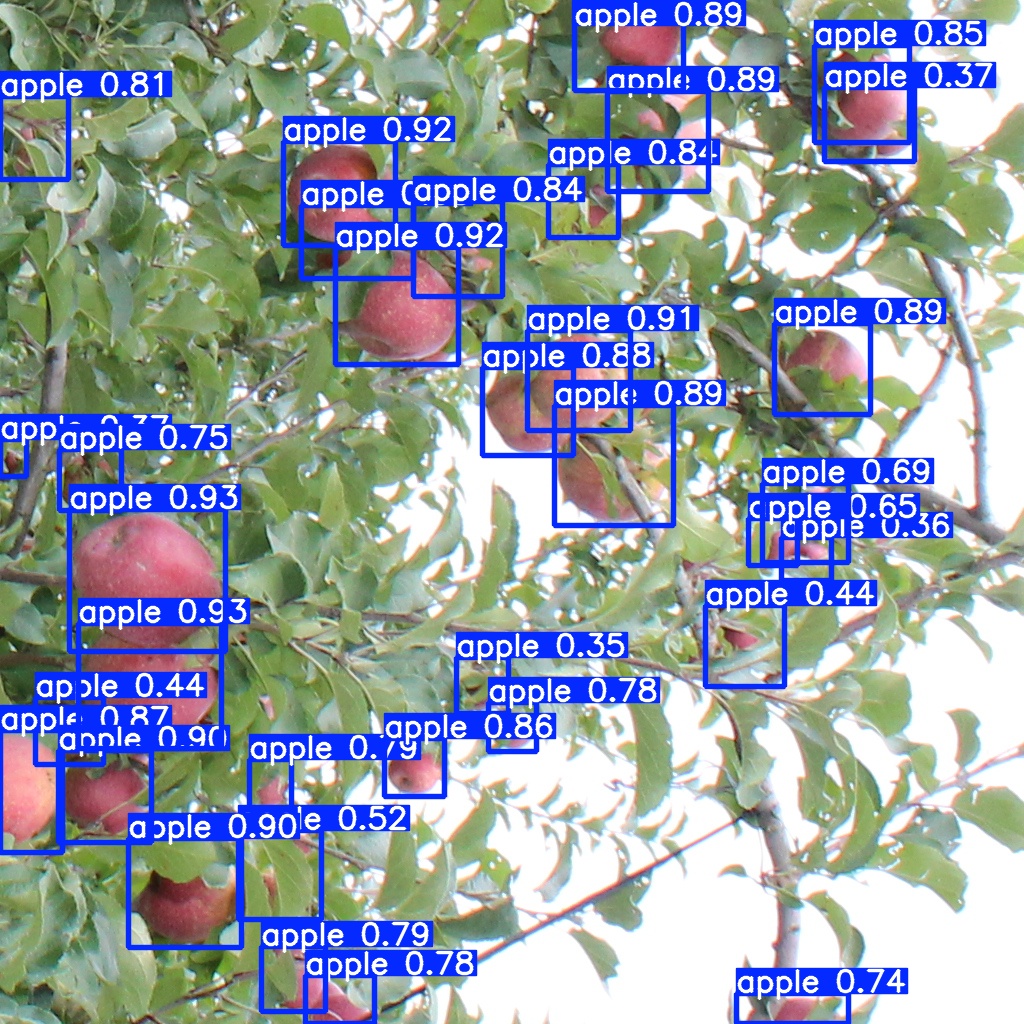 apple 0.89
apple 0.85
apple 0.37
apple 0.89
apple 0.81
apple 0.92
apple 0.84
apple
apple 0.84
apple 0.92
apple 0.89
apple 0.91
apple 0.88
apple 0.89
apple 0.37
apple 0.75
apple 0.69
apple 0.65
apple 0.36
apple 0.93
apple 0.44
apple 0.93
apple 0.35
apple 0.44
apple 0.78
apple 0.87
apple 0.86
apple 0.90
apple 0.79
apple 0.90
le 0.52
apple 0.79
apple 0.78
apple 0.74